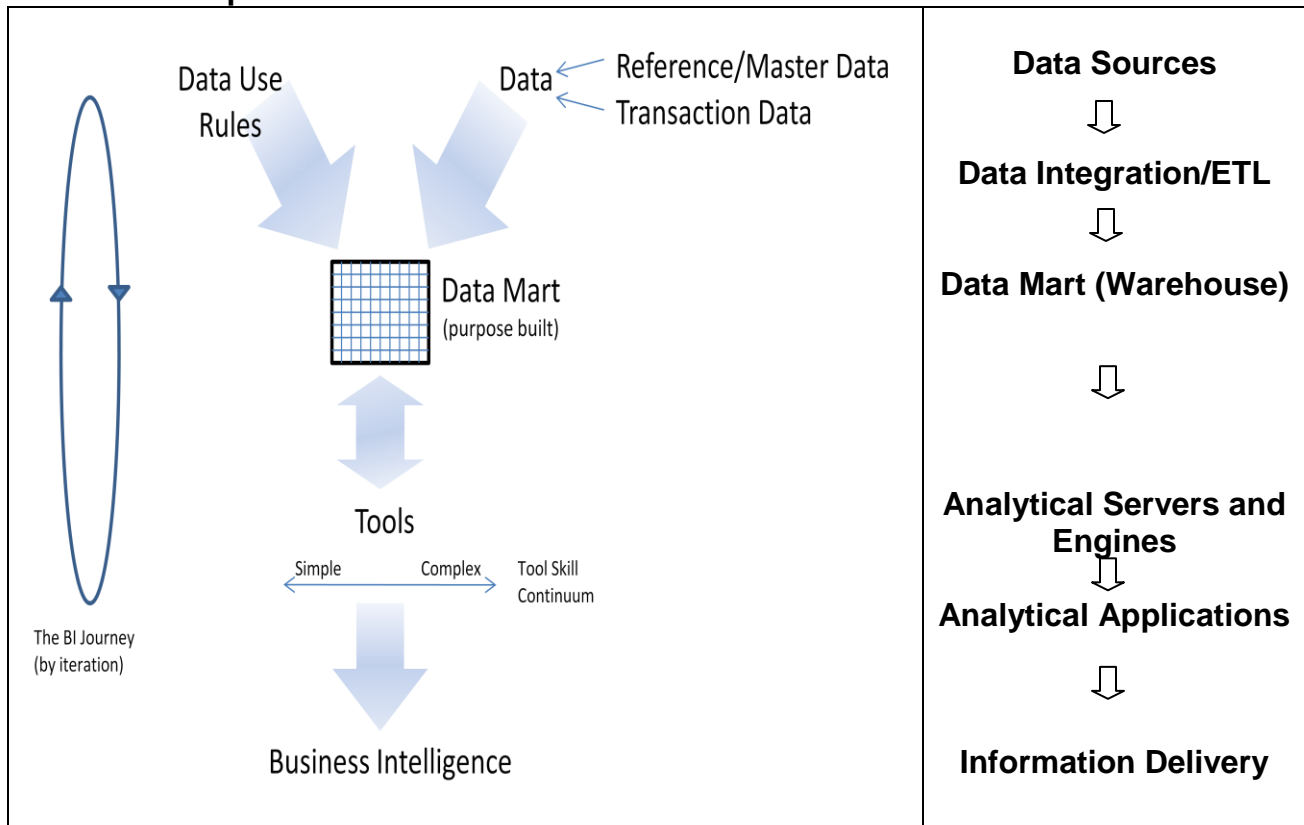 Data Use
Rules
Data
Reference/Master Data
Transaction Data
Data Mart
(purpose built)
Tools
Simple
Complex
Tool Skill
Continuum
The BI Journey
(by iteration)
Business Intelligence
Data Sources
Data Integration/ETL
Data Mart (Warehouse)
Analytical Servers and
Engines
Analytical Applications
Information Delivery